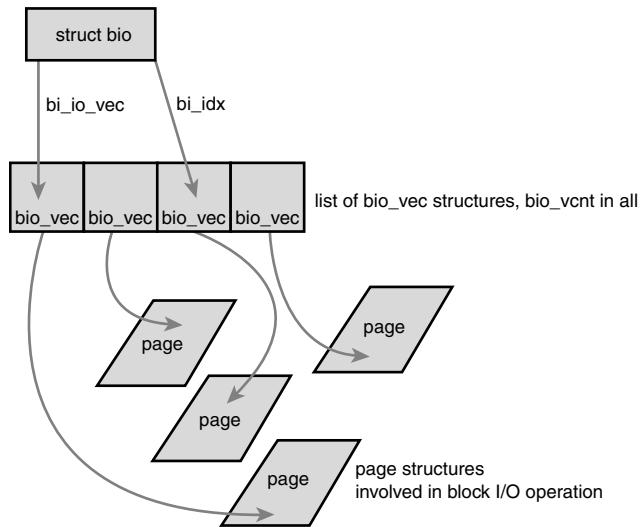 struct bio
bi_io_vec
bi_idx
bio_vec bio_vec bio_vec bio_vec
list of bio_vec structures, bio_vcnt in all
page
page
page
page
page structures
involved in block I/O operation